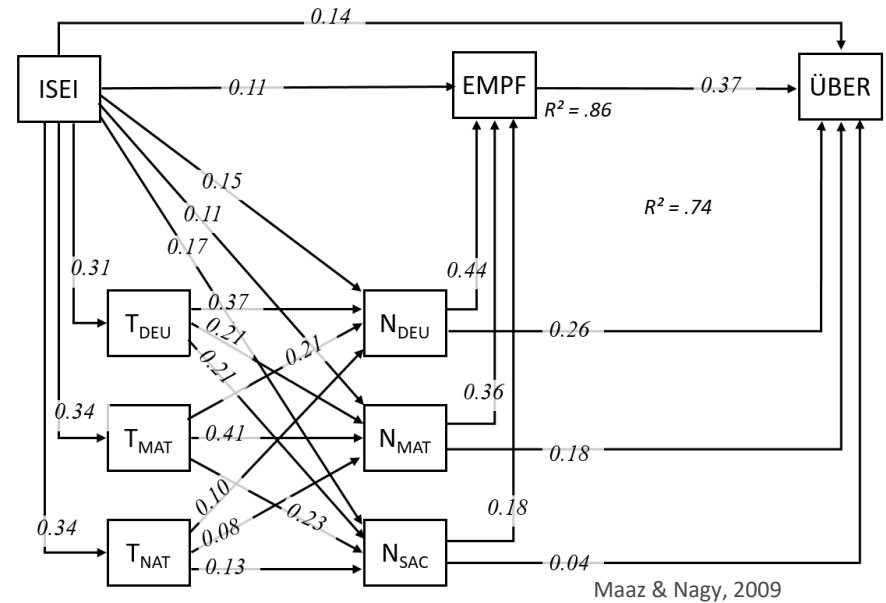 0.14
ISEI
0.11
EMPF
0.37
ÜBER
R² = .86
0.15
0.11
0.17
R² = .74
0.31
0.44
T_DEU
0.37
0.21
0.21
0.21
N_DEU
0.26
0.34
0.36
T_MAT
0.41
N_MAT
0.18
0.10
0.23
0.18
0.34
0.08
T_NAT
0.13
N_SAC
0.04
Maaz & Nagy, 2009